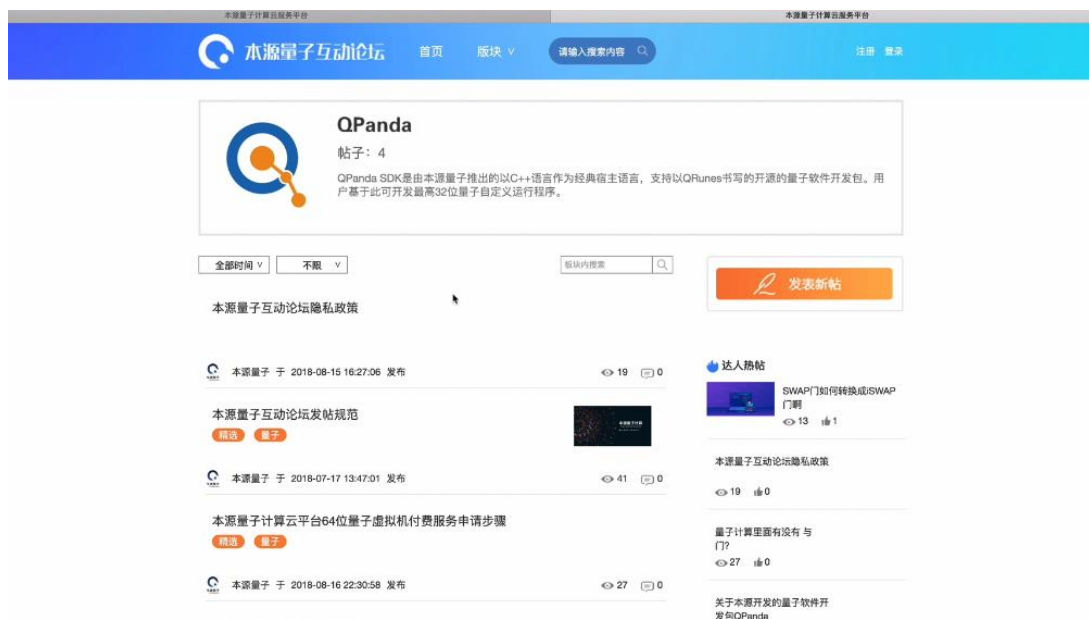 本源量子计算云服务平台
本源量子计算云服务平台
本源量子互动论坛 首页 版块 请输入搜索内容 注册 登录
QPanda
帖子：4
QPanda SDK是由本源量子推出的以C++语言作为经典宿主语言，支持以QRunes书写的开源的量子软件开发包。用
户基于此可开发最高32位量子自定义运行程序。
全部时间 不限 板块内搜索
发表新帖
本源量子互动论坛隐私政策
本源量子 于 2018-08-15 16:27:06 发布 19 0
本源量子互动论坛发帖规范
精选 量子
本源量子 于 2018-07-17 13:47:01 发布 41 0
本源量子计算云平台64位量子虚拟机付费服务申请步骤
精选 量子
本源量子 于 2018-08-16 22:30:58 发布 27 0
达人热帖
SWAP门如何转换成iSWAP
门啊
13 1
本源量子互动论坛隐私政策
19 0
量子计算里面有没有 与
门?
27 0
关于本源开发的量子软件开
发包QPanda